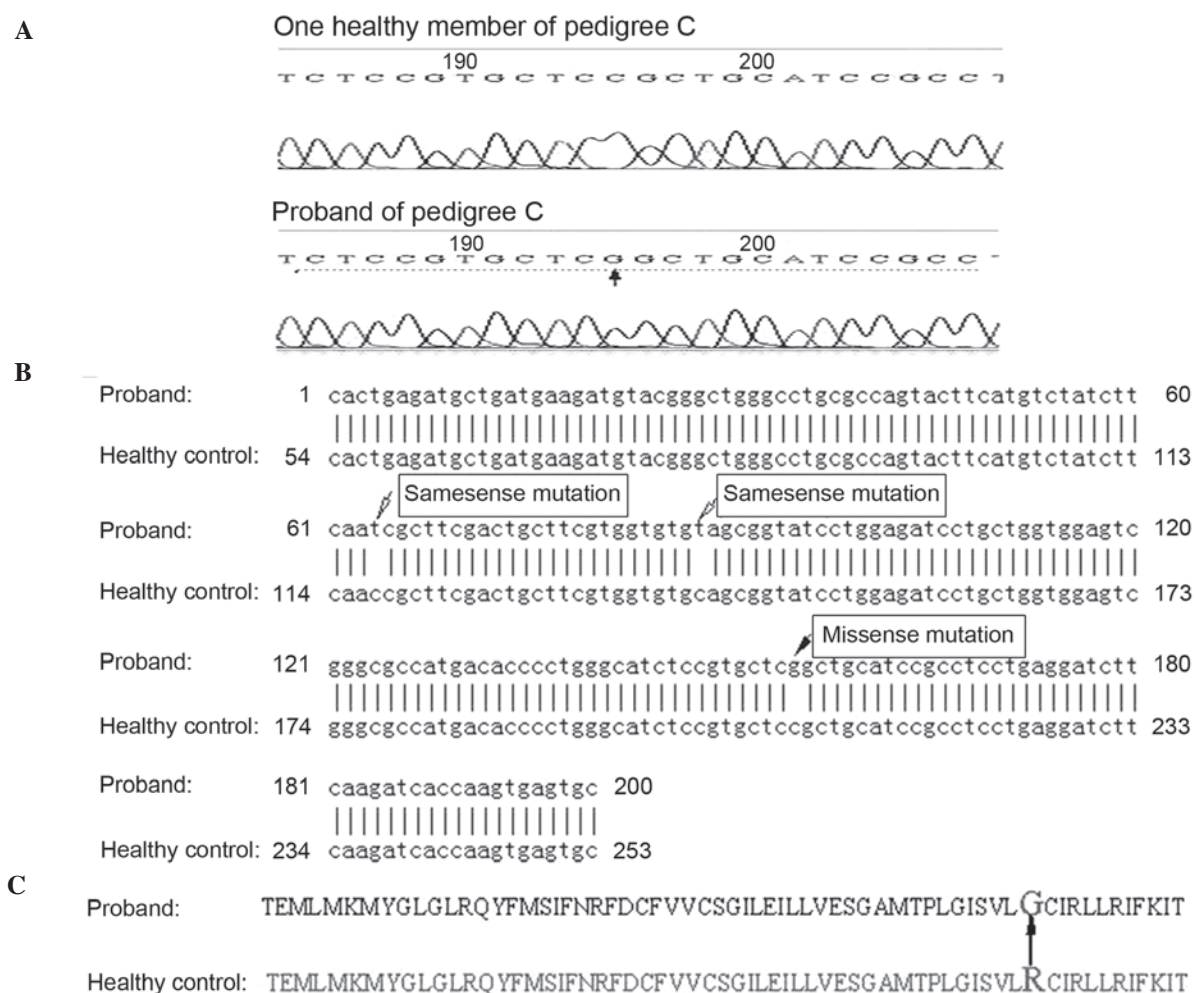 A
One healthy member of pedigree C
190 200
T C T C C G T G C T C C G C T G C A T C C G C C T
Proband of pedigree C
190 200
T C T C C G T G C T C G G C T G C A T C C G C C
B
Proband: 1 cactgagatgctgatgaagatgtacgggctgggcctgcgccagtacttcatgtctatctt 60
Healthy control: 54 cactgagatgctgatgaagatgtacgggctgggcctgcgccagtacttcatgtctatctt 113
Samesense mutation Samesense mutation
Proband: 61 caatcgcttcgactgcttcgtggtgtgtagcggtatcctggagatcctgctggtggagtc 120
Healthy control: 114 caaccgcttcgactgcttcgtggtgtgcagcggtatcctggagatcctgctggtggagtc 173
Missense mutation
Proband: 121 gggcgccatgacacccctgggcatctccgtgctcggctgcatccgcctcctgaggatctt 180
Healthy control: 174 gggcgccatgacacccctgggcatctccgtgctccgctgcatccgcctcctgaggatctt 233
Proband: 181 caagatcaccaagtgagtgc 200
Healthy control: 234 caagatcaccaagtgagtgc 253
C
Proband: TEMLMKMYGLGLRQYFMSIFNRFDCFVVCSGILEILLVESGAMTPLGISVLGCIRLLRIFKIT
Healthy control: TEMLMKMYGLGLRQYFMSIFNRFDCFVVCSGILEILLVESGAMTPLGISVLRCIRLLRIFKIT